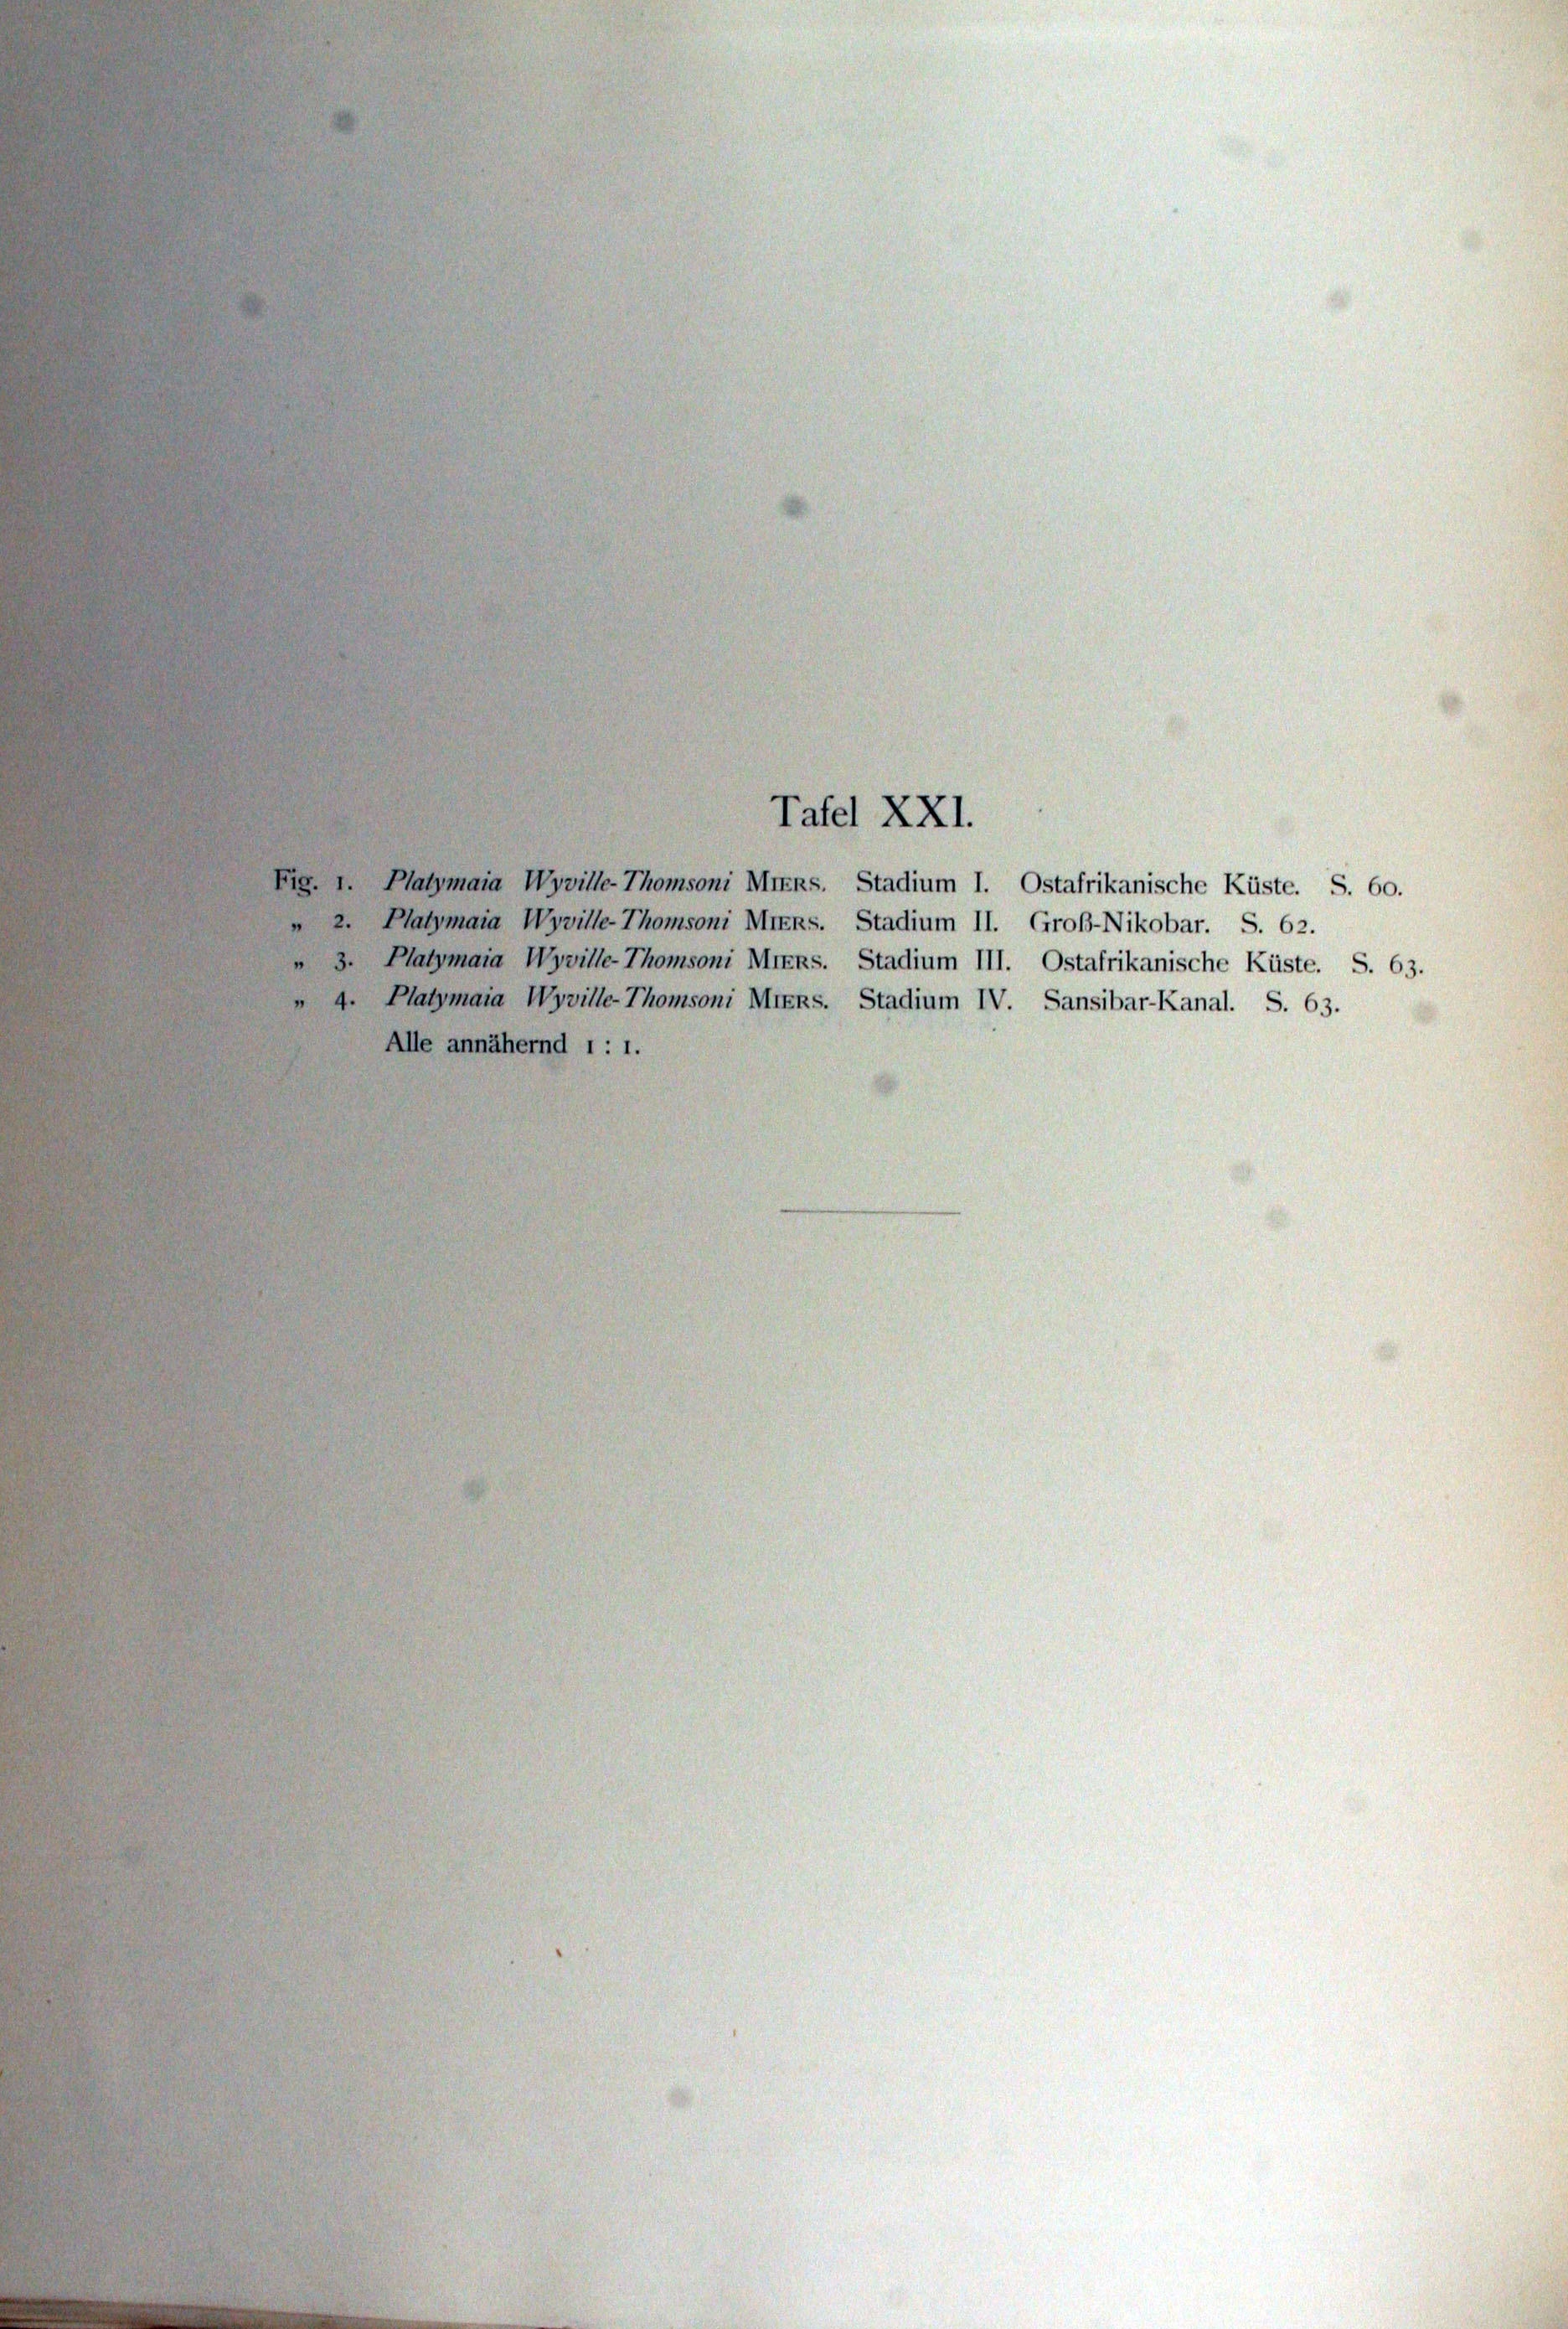 Tafel XXI.
Fig. 1. Platymaia Wyville-Thomsoni MIERS. Stadium I. Ostafrikanische Küste. S. 60.
„ 2. Platymaia Wyville-Thomsoni MIERS. Stadium II. Groß-Nikobar. S. 62.
„ 3. Platymaia Wyville-Thomsoni MIERS. Stadium III. Ostafrikanische Küste. S. 63.
„ 4. Platymaia Wyville-Thomsoni MIERS. Stadium IV. Sansibar-Kanal. S. 63.
Alle annähernd 1 : 1.